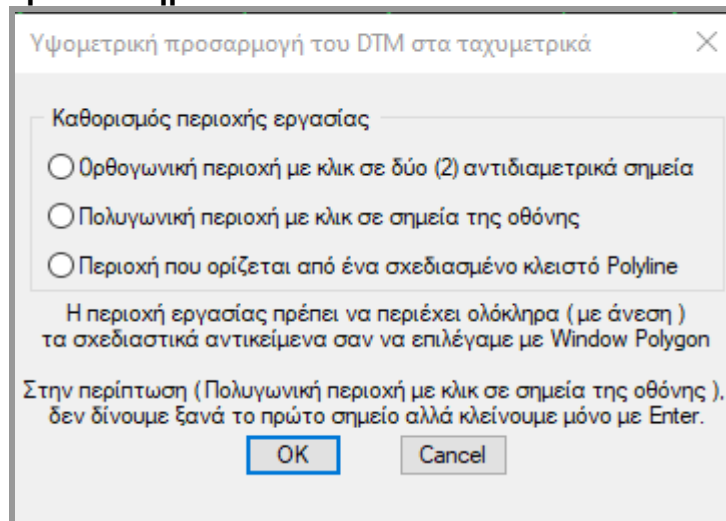 Υψομετρική προσαρμογή του DTM στα ταχυμετρικά
Καθορισμός περιοχής εργασίας
Ορθογωνική περιοχή με κλικ σε δύο (2) αντιδιαμετρικά σημεία
Πολυγωνική περιοχή με κλικ σε σημεία της οθόνης
Περιοχή που ορίζεται από ένα σχεδιασμένο κλειστό Polyline
Η περιοχή εργασίας πρέπει να περιέχει ολόκληρα ( με άνεση )
τα σχεδιαστικά αντικείμενα σαν να επιλέγαμε με Window Polygon
Στην περίπτωση ( Πολυγωνική περιοχή με κλικ σε σημεία της οθόνης ),
δεν δίνουμε ξανά το πρώτο σημείο αλλά κλείνουμε μόνο με Enter.
OK Cancel